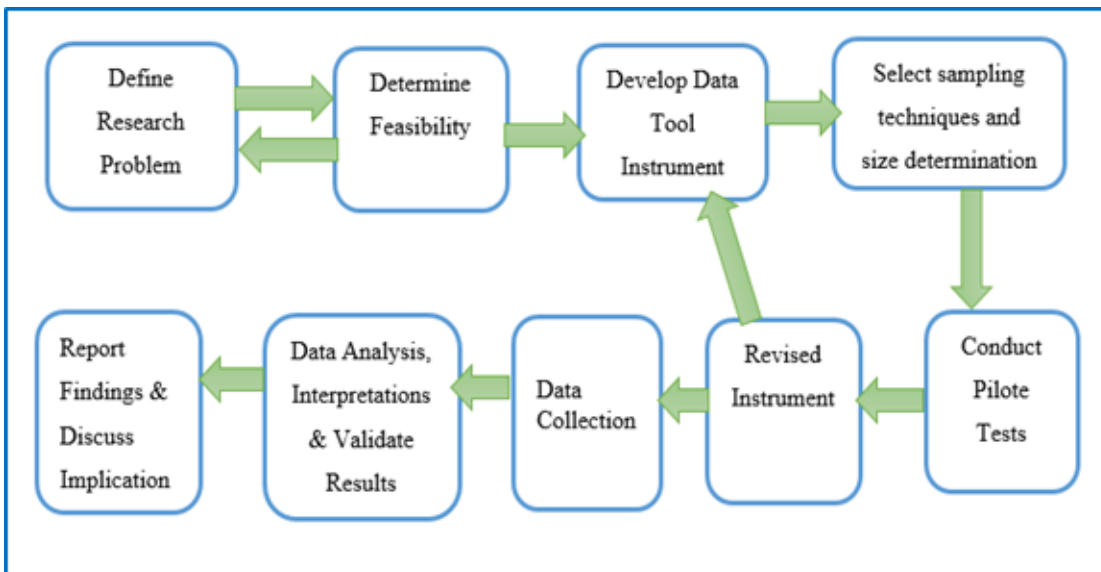 Define
Research
Problem
Determine
Feasibility
Develop Data
Tool
Instrument
Select sampling
techniques and
size determination
Report
Findings &
Discuss
Implication
Data Analysis,
Interpretations
& Validate
Results
Data
Collection
Revised
Instrument
Conduct
Pilote
Tests